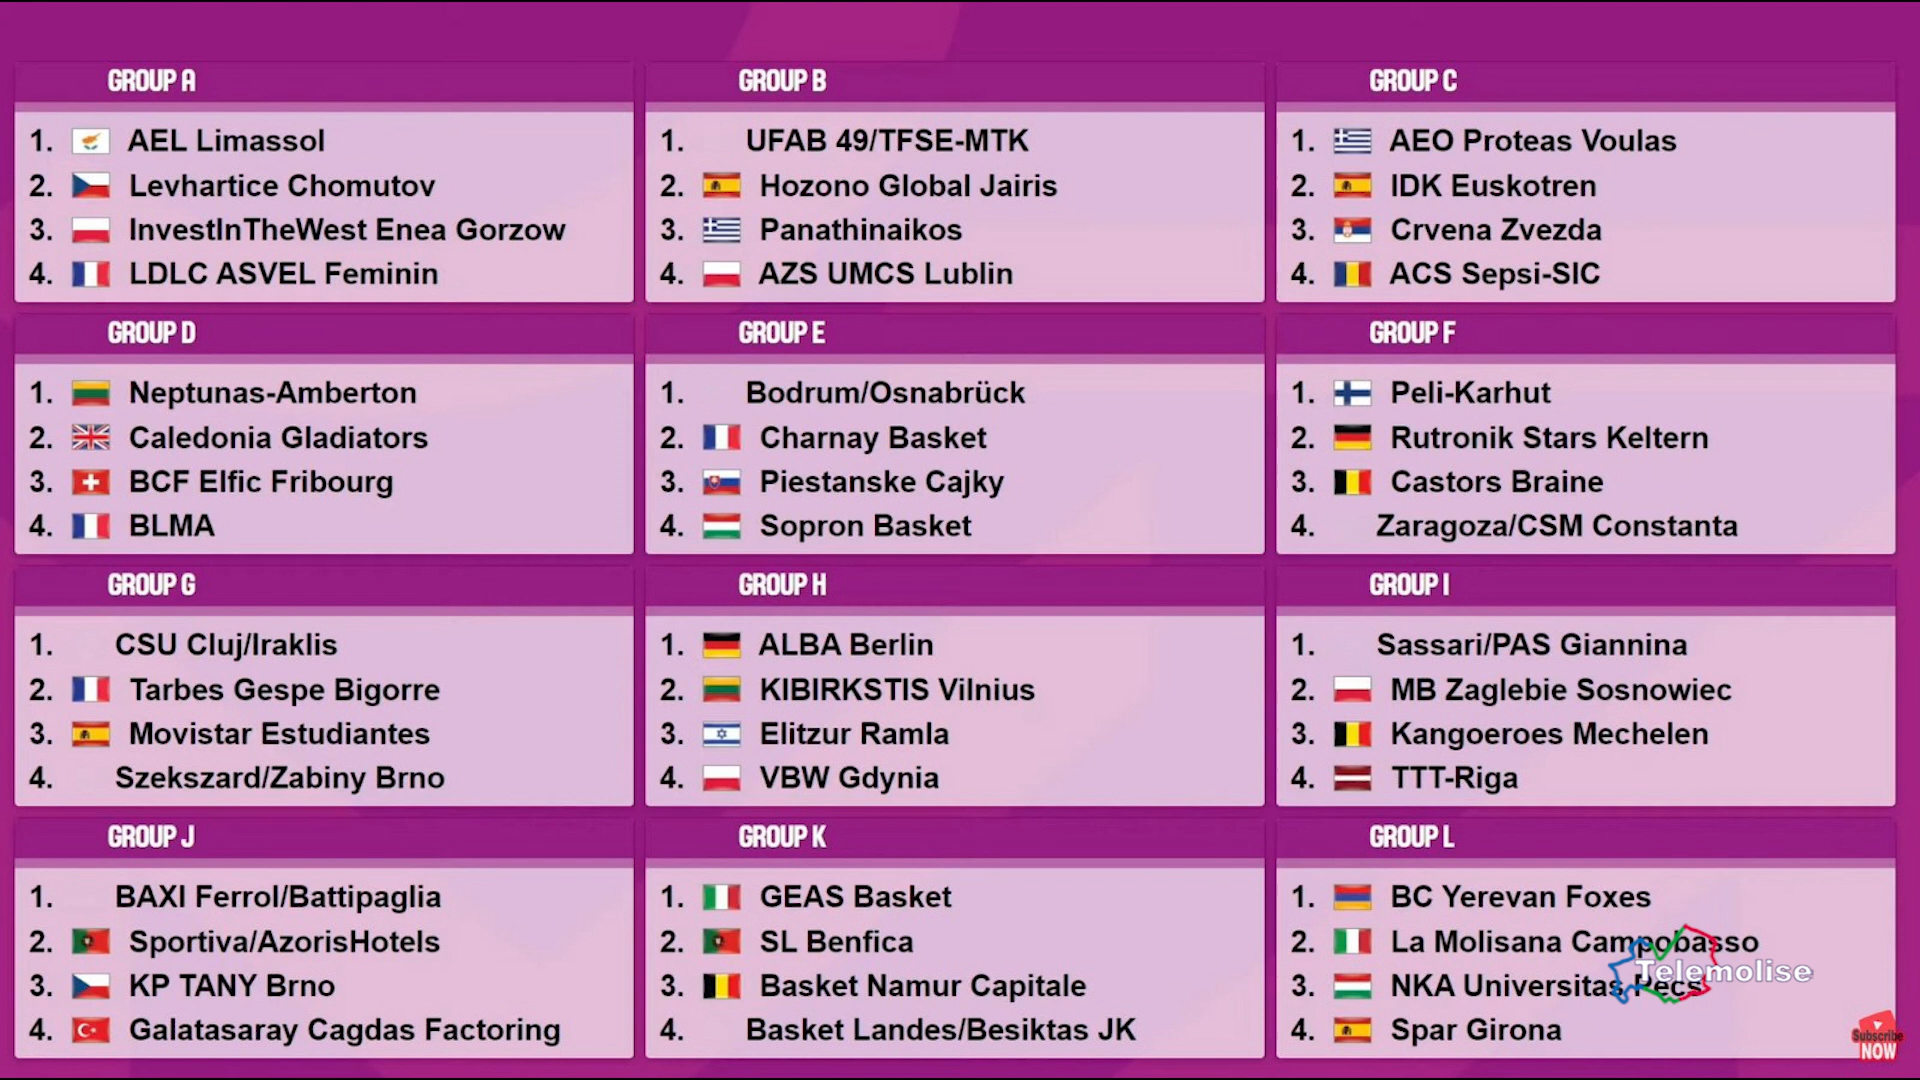 GROUP A
1. AEL Limassol
2. Levhartice Chomutov
3. InvestInTheWest Enea Gorzow
4. LDLC ASVEL Feminin
GROUP B
1. UFAB 49/TFSE-MTK
2. Hozono Global Jairis
3. Panathinaikos
4. AZS UMCS Lublin
GROUP C
1. AEO Proteas Voulas
2. IDK Euskotren
3. Crvena Zvezda
4. ACS Sepsi-SIC
GROUP D
1. Neptunas-Amberton
2. Caledonia Gladiators
3. BCF Elfic Fribourg
4. BLMA
GROUP E
1. Bodrum/Osnabrück
2. Charnay Basket
3. Piestanske Cajky
4. Sopron Basket
GROUP F
1. Peli-Karhut
2. Rutronik Stars Keltern
3. Castors Braine
4. Zaragoza/CSM Constanta
GROUP G
1. CSU Cluj/Iraklis
2. Tarbes Gespe Bigorre
3. Movistar Estudiantes
4. Szekszard/Zabiny Brno
GROUP H
1. ALBA Berlin
2. KIBIRKSTIS Vilnius
3. Elitzur Ramla
4. VBW Gdynia
GROUP I
1. Sassari/PAS Giannina
2. MB Zaglebie Sosnowiec
3. Kangoeroes Mechelen
4. TTT-Riga
GROUP J
1. BAXI Ferrol/Battipaglia
2. Sportiva/AzorisHotels
3. KP TANY Brno
4. Galatasaray Cagdas Factoring
GROUP K
1. GEAS Basket
2. SL Benfica
3. Basket Namur Capitale
4. Basket Landes/Besiktas JK
GROUP L
1. BC Yerevan Foxes
2. La Molisana Campobasso
3. NKA Universitas Pecs
4. Spar Girona
Telemolise
Subscribe
NOW